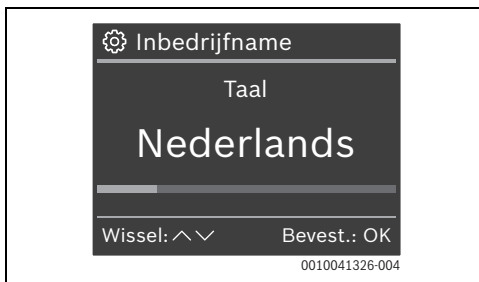 Inbedrijfname
Taal
Nederlands
Wissel: Bevest.: OK
0010041326-004